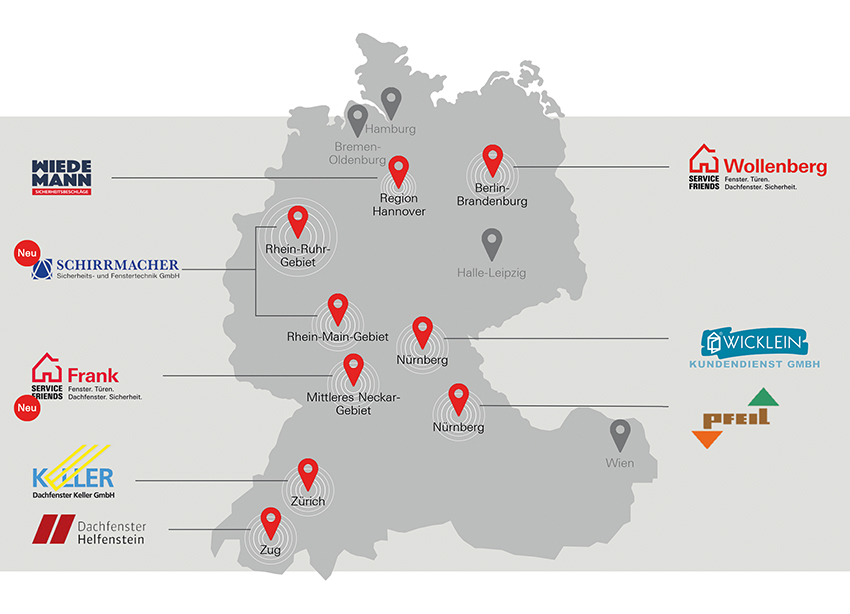 Hamburg
Bremen-
Oldenburg
WIEDE
MANN
SICHERHEITSBESCHLÄGE
Region
Hannover
Berlin-
Brandenburg
Wollenberg
SERVICE
FRIENDS
Fenster. Türen.
Dachfenster. Sicherheit.
Neu
SCHIRRMACHER
Sicherheits- und Fenstertechnik GmbH
Rhein-Ruhr-
Gebiet
Halle-Leipzig
Rhein-Main-Gebiet
Nürnberg
WICKLEIN
KUNDENDIENST GMBH
Frank
SERVICE
FRIENDS
Fenster. Türen.
Dachfenster. Sicherheit.
Neu
Mittleres Neckar-
Gebiet
Nürnberg
PFEIL
Wien
KELLER
Dachfenster Keller GmbH
Zürich
Dachfenster
Helfenstein
Zug